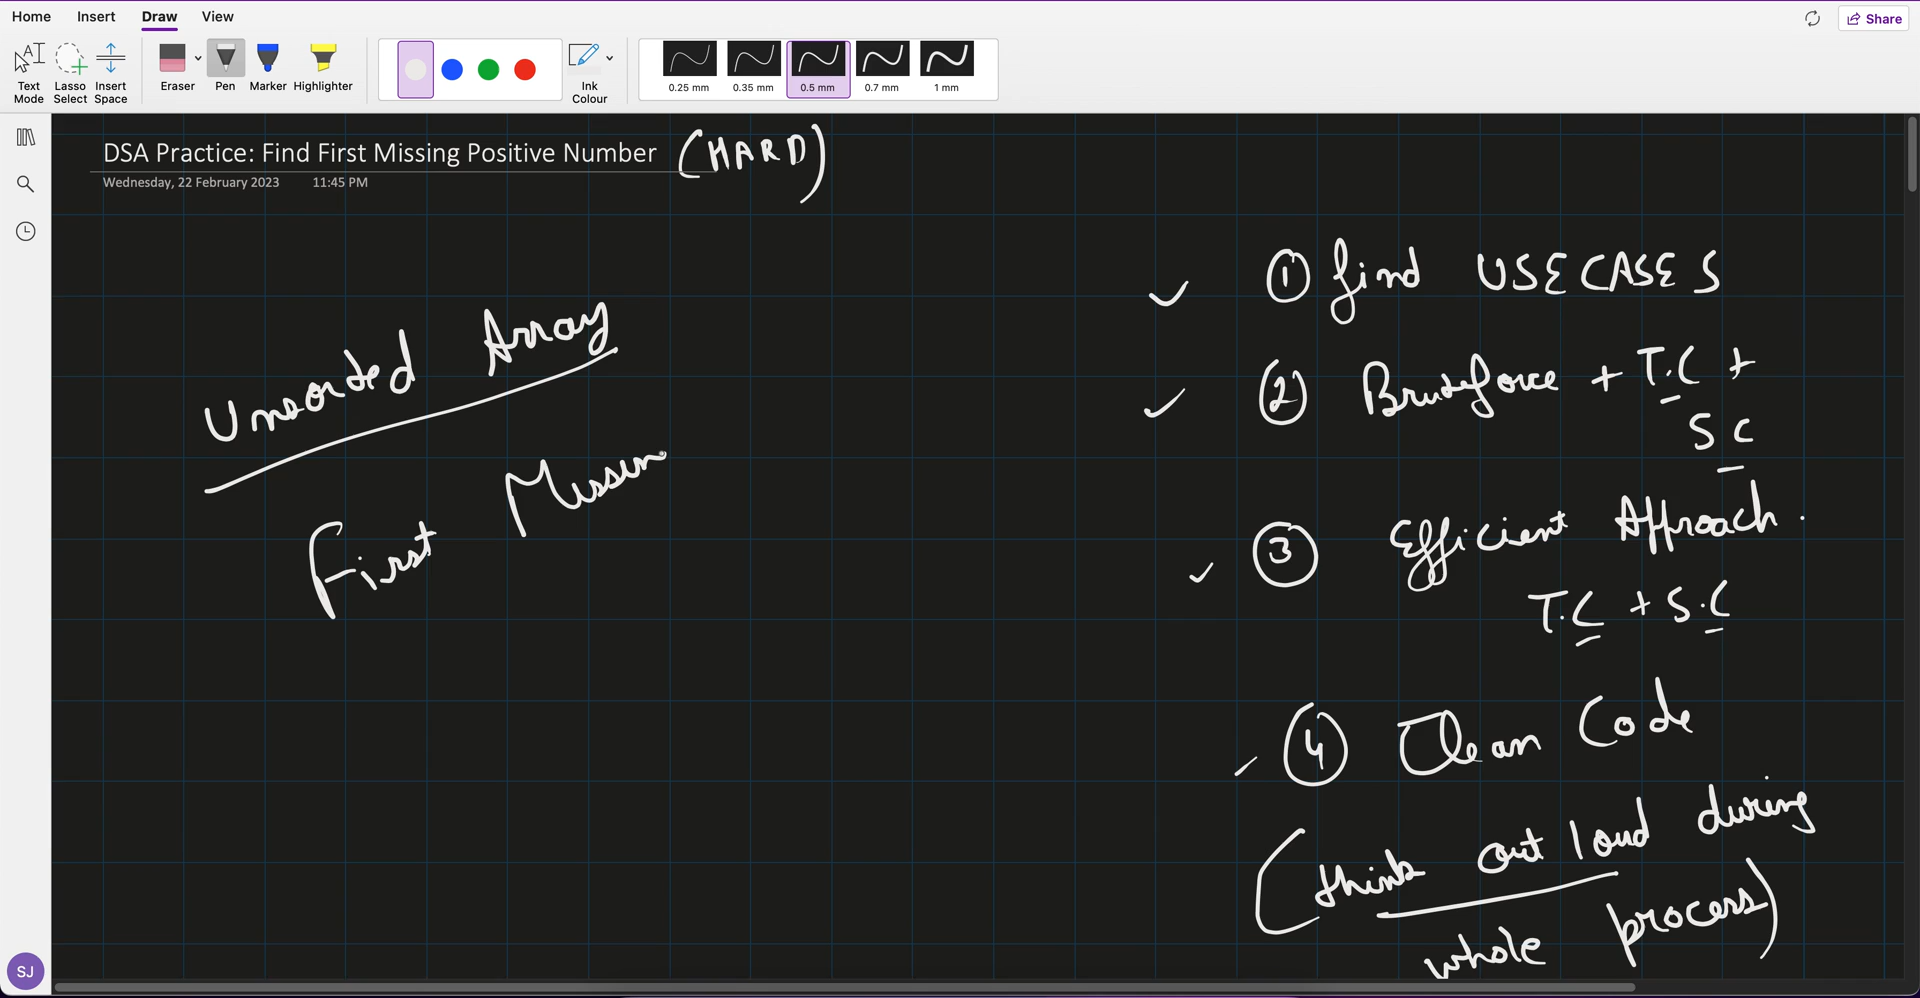 Home Insert Draw View
Share
Text Mode
Lasso Select
Insert Space
Eraser
Pen
Marker
Highlighter
Ink Colour
0.25 mm
0.35 mm
0.5 mm
0.7 mm
1 mm
DSA Practice: Find First Missing Positive Number (HARD)
Wednesday, 22 February 2023 11:45 PM
Unsorted Array
First Missin
① find USECASES
② Bruteforce + T.C +
SC
③ Efficient Approach.
T.C + S.C
④ Clean Code
(think out loud during
whole process)
SJ